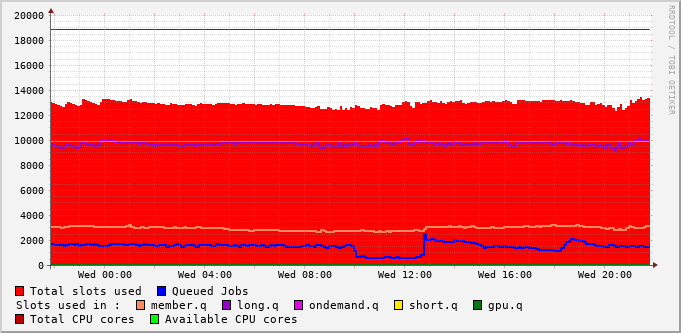 20000
18000
16000
14000
12000
10000
8000
6000
4000
2000
0
Wed 00:00 Wed 04:00 Wed 08:00 Wed 12:00 Wed 16:00 Wed 20:00
RRDTOOL / TOBI OETIKER
Total slots used Queued Jobs
Slots used in : member.q long.q ondemand.q short.q gpu.q
Total CPU cores Available CPU cores